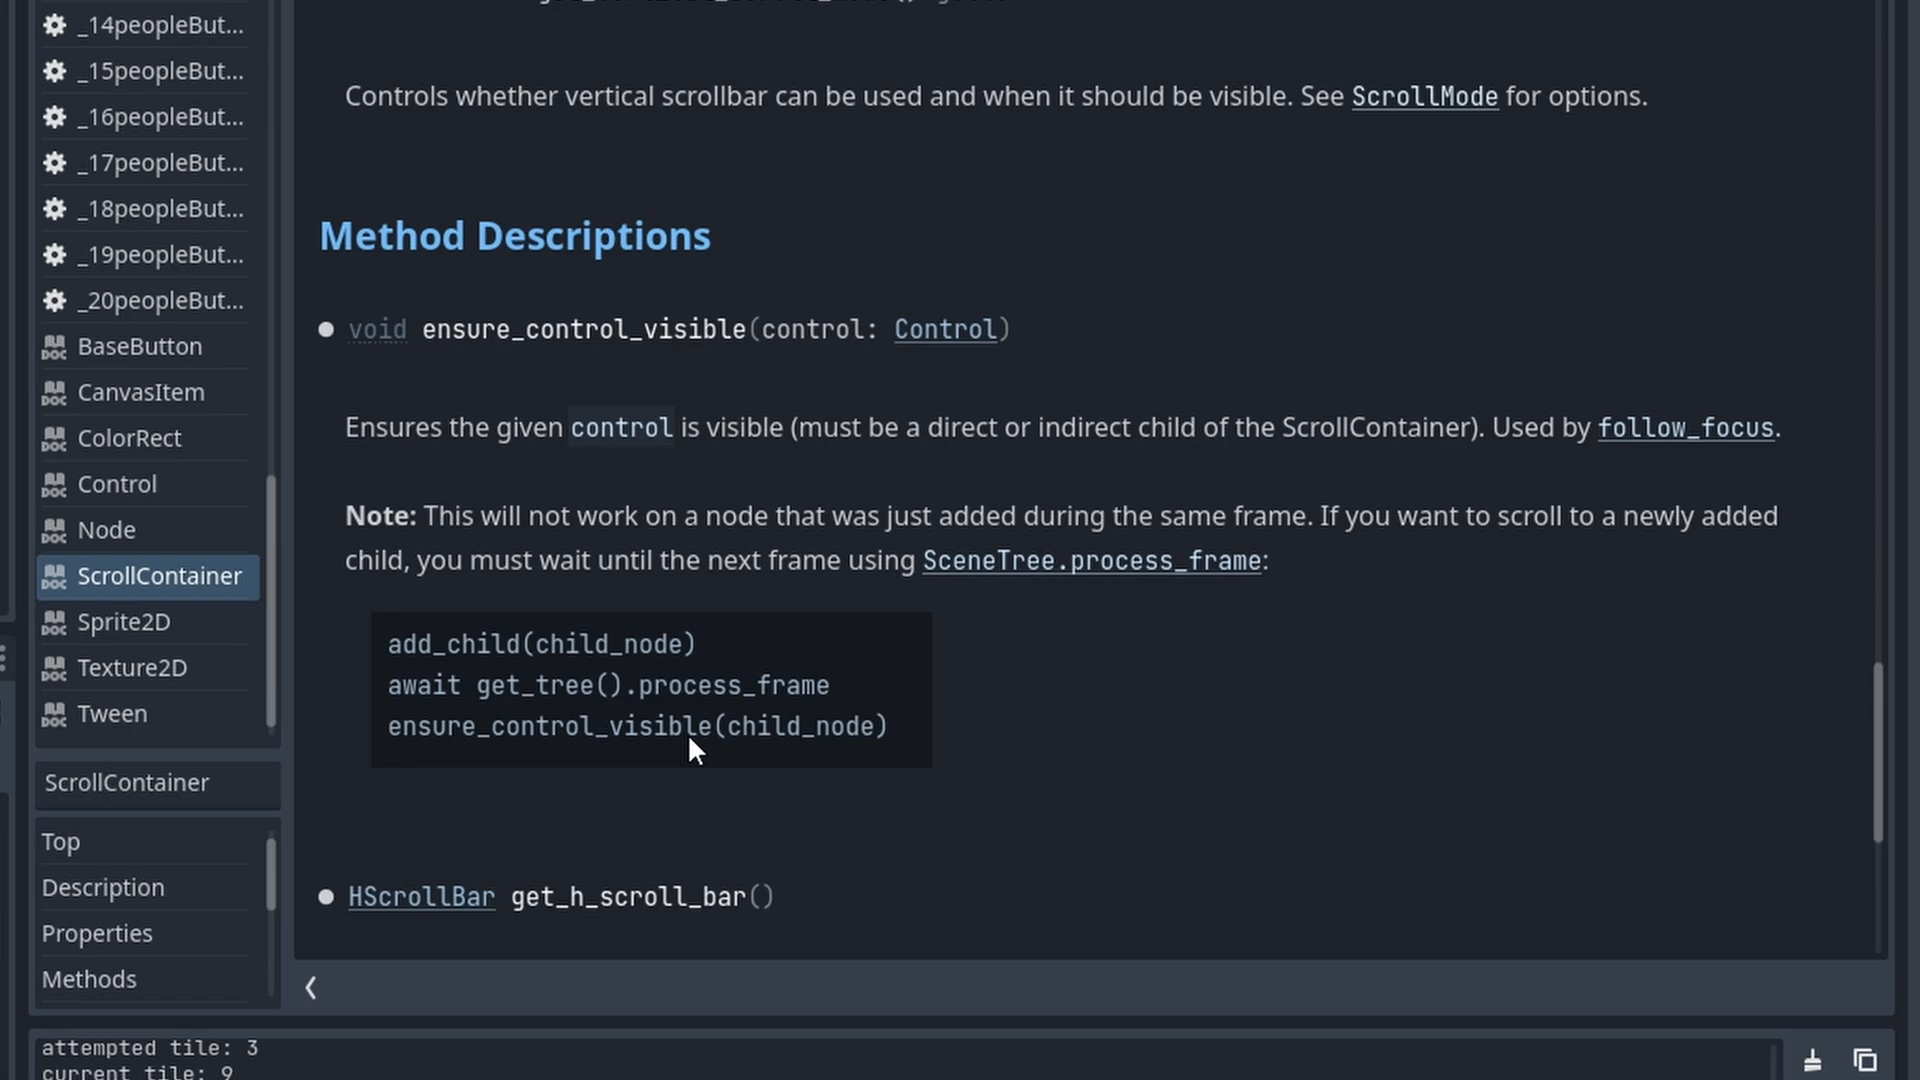 _14peopleBut...
_15peopleBut...
_16peopleBut...
_17peopleBut...
_18peopleBut...
_19peopleBut...
_20peopleBut...
BaseButton
CanvasItem
ColorRect
Control
Node
ScrollContainer
Sprite2D
Texture2D
Tween
ScrollContainer
Top
Description
Properties
Methods
Controls whether vertical scrollbar can be used and when it should be visible. See ScrollMode for options.
Method Descriptions
void ensure_control_visible(control: Control)
Ensures the given control is visible (must be a direct or indirect child of the ScrollContainer). Used by follow_focus.
Note: This will not work on a node that was just added during the same frame. If you want to scroll to a newly added
child, you must wait until the next frame using SceneTree.process_frame:
add_child(child_node)
await get_tree().process_frame
ensure_control_visible(child_node)
HScrollBar get_h_scroll_bar()
attempted tile: 3
current tile: 9